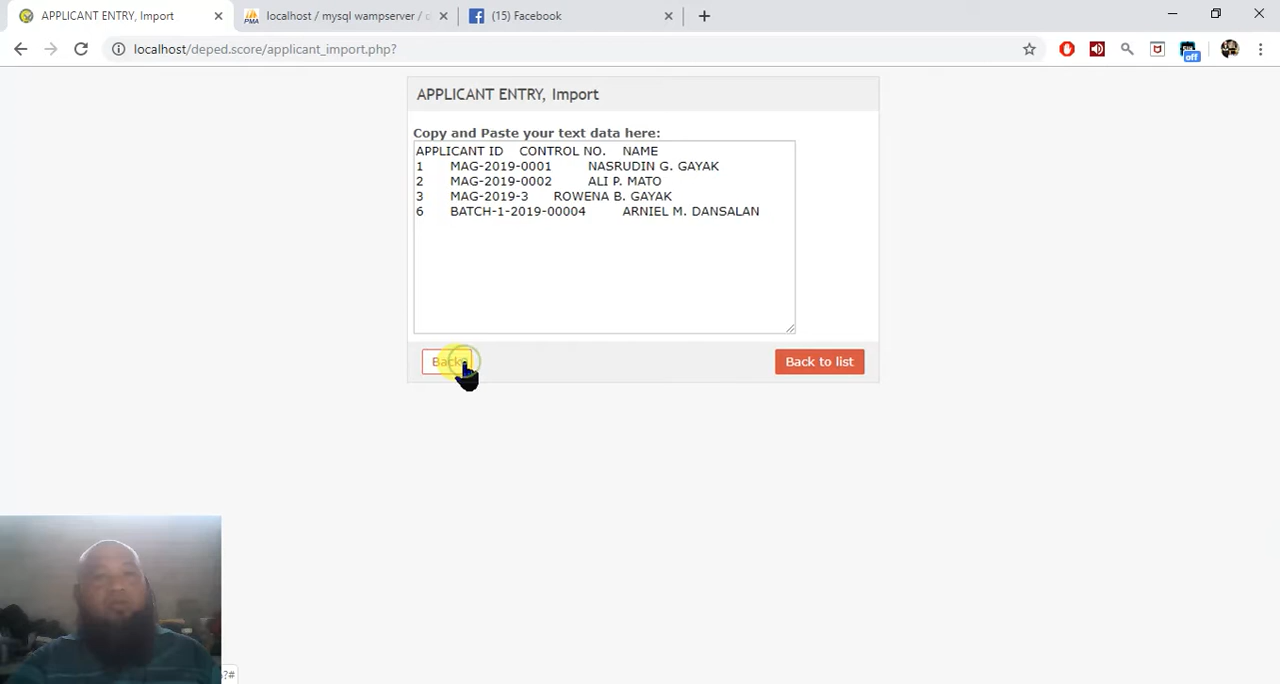 APPLICANT ENTRY, Import
localhost / mysql wampserver /
(15) Facebook
localhost/deped.score/applicant_import.php?
off
APPLICANT ENTRY, Import
Copy and Paste your text data here:
APPLICANT ID CONTROL NO. NAME
1 MAG-2019-0001 NASRUDIN G. GAYAK
2 MAG-2019-0002 ALI P. MATO
3 MAG-2019-3 ROWENA B. GAYAK
6 BATCH-1-2019-00004 ARNIEL M. DANSALAN
Back to list
?#